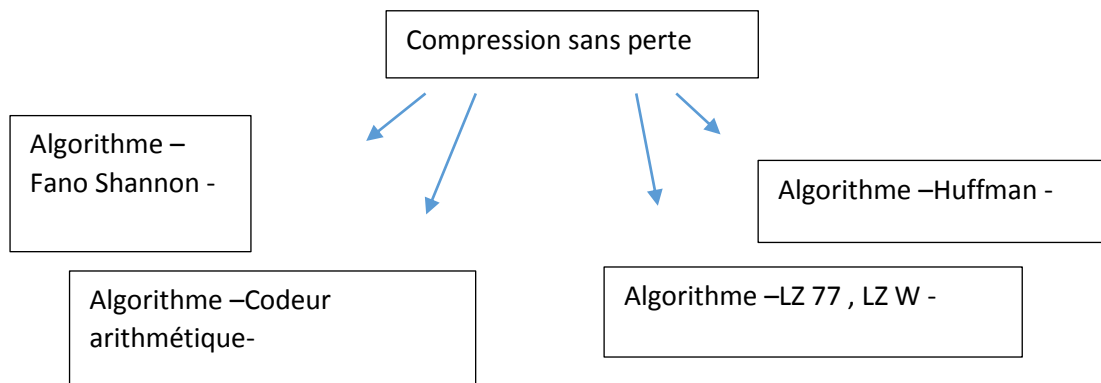 Compression sans perte
Algorithme –
Fano Shannon -
Algorithme –Huffman -
Algorithme –Codeur
arithmétique-
Algorithme –LZ 77 , LZ W -